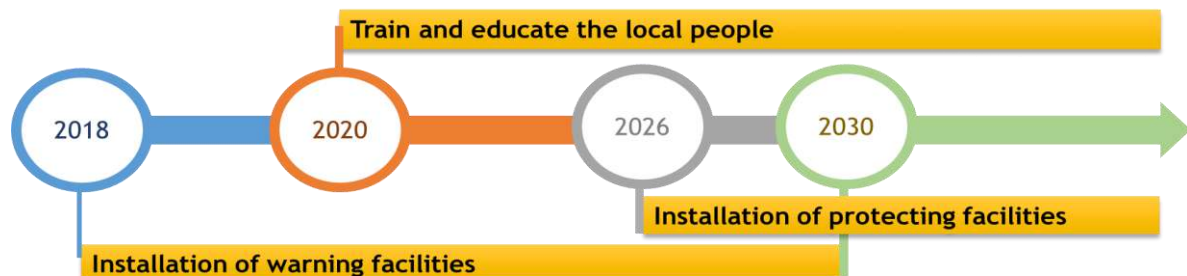 Train and educate the local people
2018
2020
2026
2030
Installation of protecting facilities
Installation of warning facilities